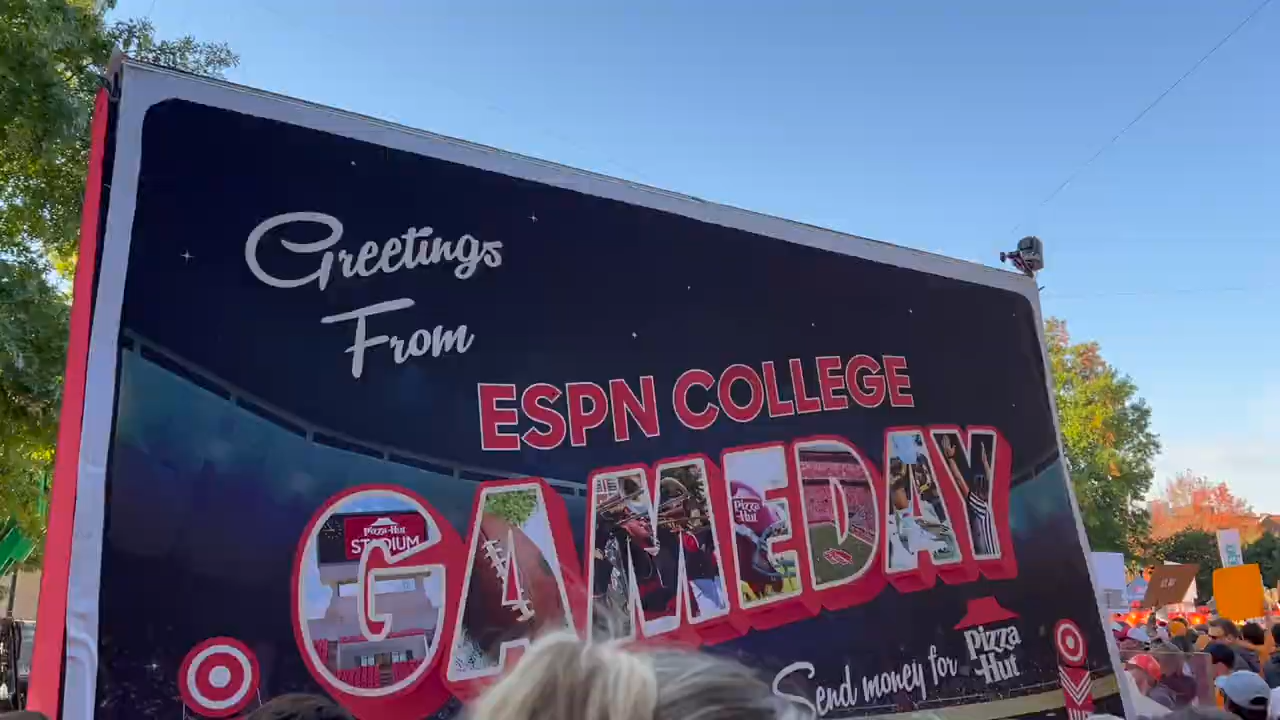 Greetings
From
ESPN COLLEGE
GAMEDAY
Pizza Hut
STADIUM
Pizza
Hut
Send money for
Pizza
Hut